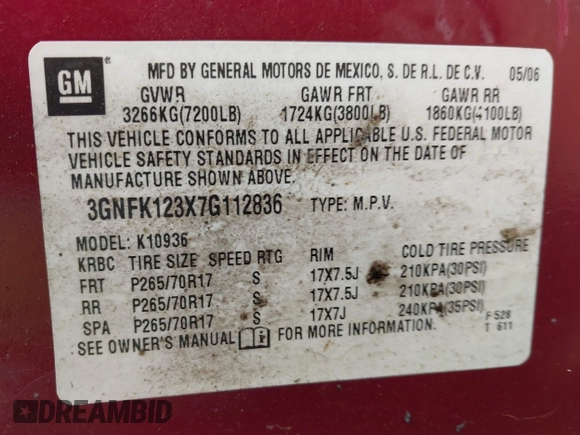 GM
MFD BY GENERAL MOTORS DE MEXICO, S. DE R.L. DE C.V. 05/06
GVWR GAWR FRT GAWR RR
3266KG(7200LB) 1724KG(3800LB) 1860KG(4100LB)
THIS VEHICLE CONFORMS TO ALL APPLICABLE U.S. FEDERAL MOTOR
VEHICLE SAFETY STANDARDS IN EFFECT ON THE DATE OF
MANUFACTURE SHOWN ABOVE.
3GNFK123X7G112836 TYPE: M.P.V.
MODEL: K10936
KRBC TIRE SIZE SPEED RTG RIM COLD TIRE PRESSURE
FRT P265/70R17 S 17X7.5J 210KPA(30PSI)
RR P265/70R17 S 17X7.5J 210KPA(30PSI)
SPA P265/70R17 S 17X7J 240KPA(35PSI)
SEE OWNER'S MANUAL FOR MORE INFORMATION. F 528
T 611
DREAMBID